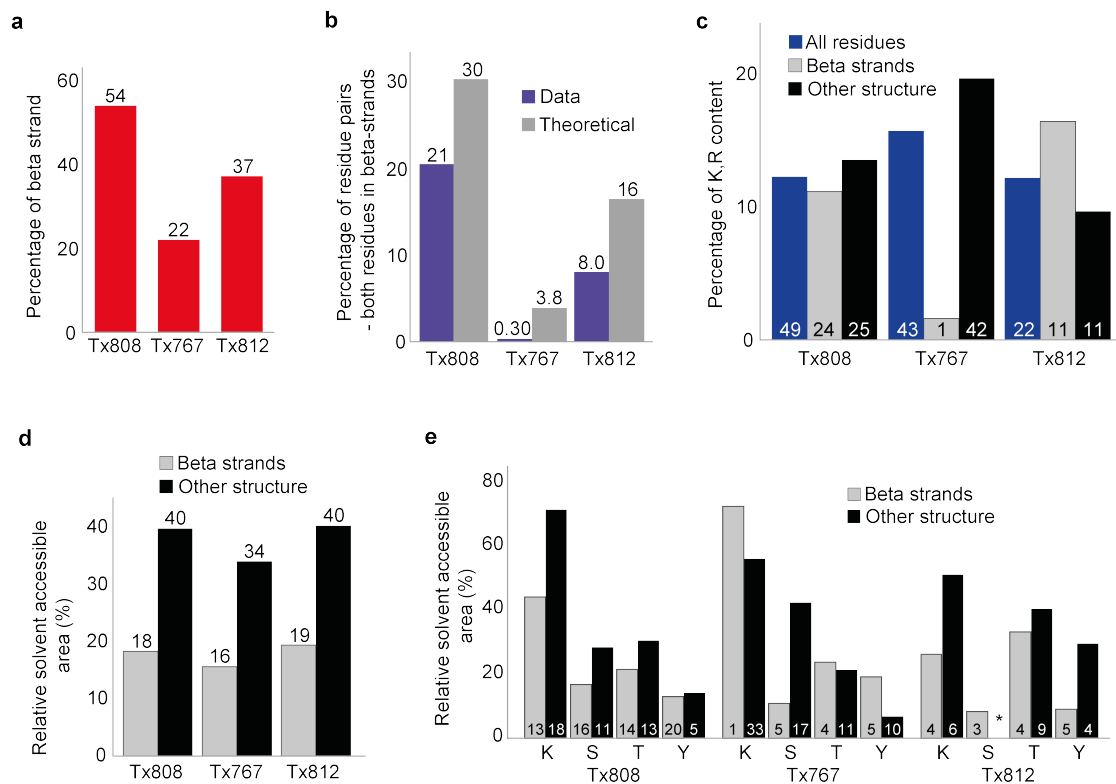 a
Percentage of beta strand
60
40
20
0
54
22
37
Tx808 Tx767 Tx812
b
Percentage of residue pairs
- both residues in beta-strands
30
20
10
0
Data
Theoretical
21
30
0.30
3.8
8.0
16
Tx808 Tx767 Tx812
c
Percentage of K,R content
20
10
0
All residues
Beta strands
Other structure
49 24 25 43 1 42 22 11 11
Tx808 Tx767 Tx812
d
Relative solvent accessible
area (%)
Beta strands
Other structure
40
30
20
10
0
18
40
16
34
19
40
Tx808 Tx767 Tx812
e
Relative solvent accessible
area (%)
80
60
40
20
0
Beta strands
Other structure
13 18 16 11 14 13 20 5 1 33 5 17 4 11 5 10 4 6 3 * 4 9 5 4
K S T Y K S T Y K S T Y
Tx808 Tx767 Tx812